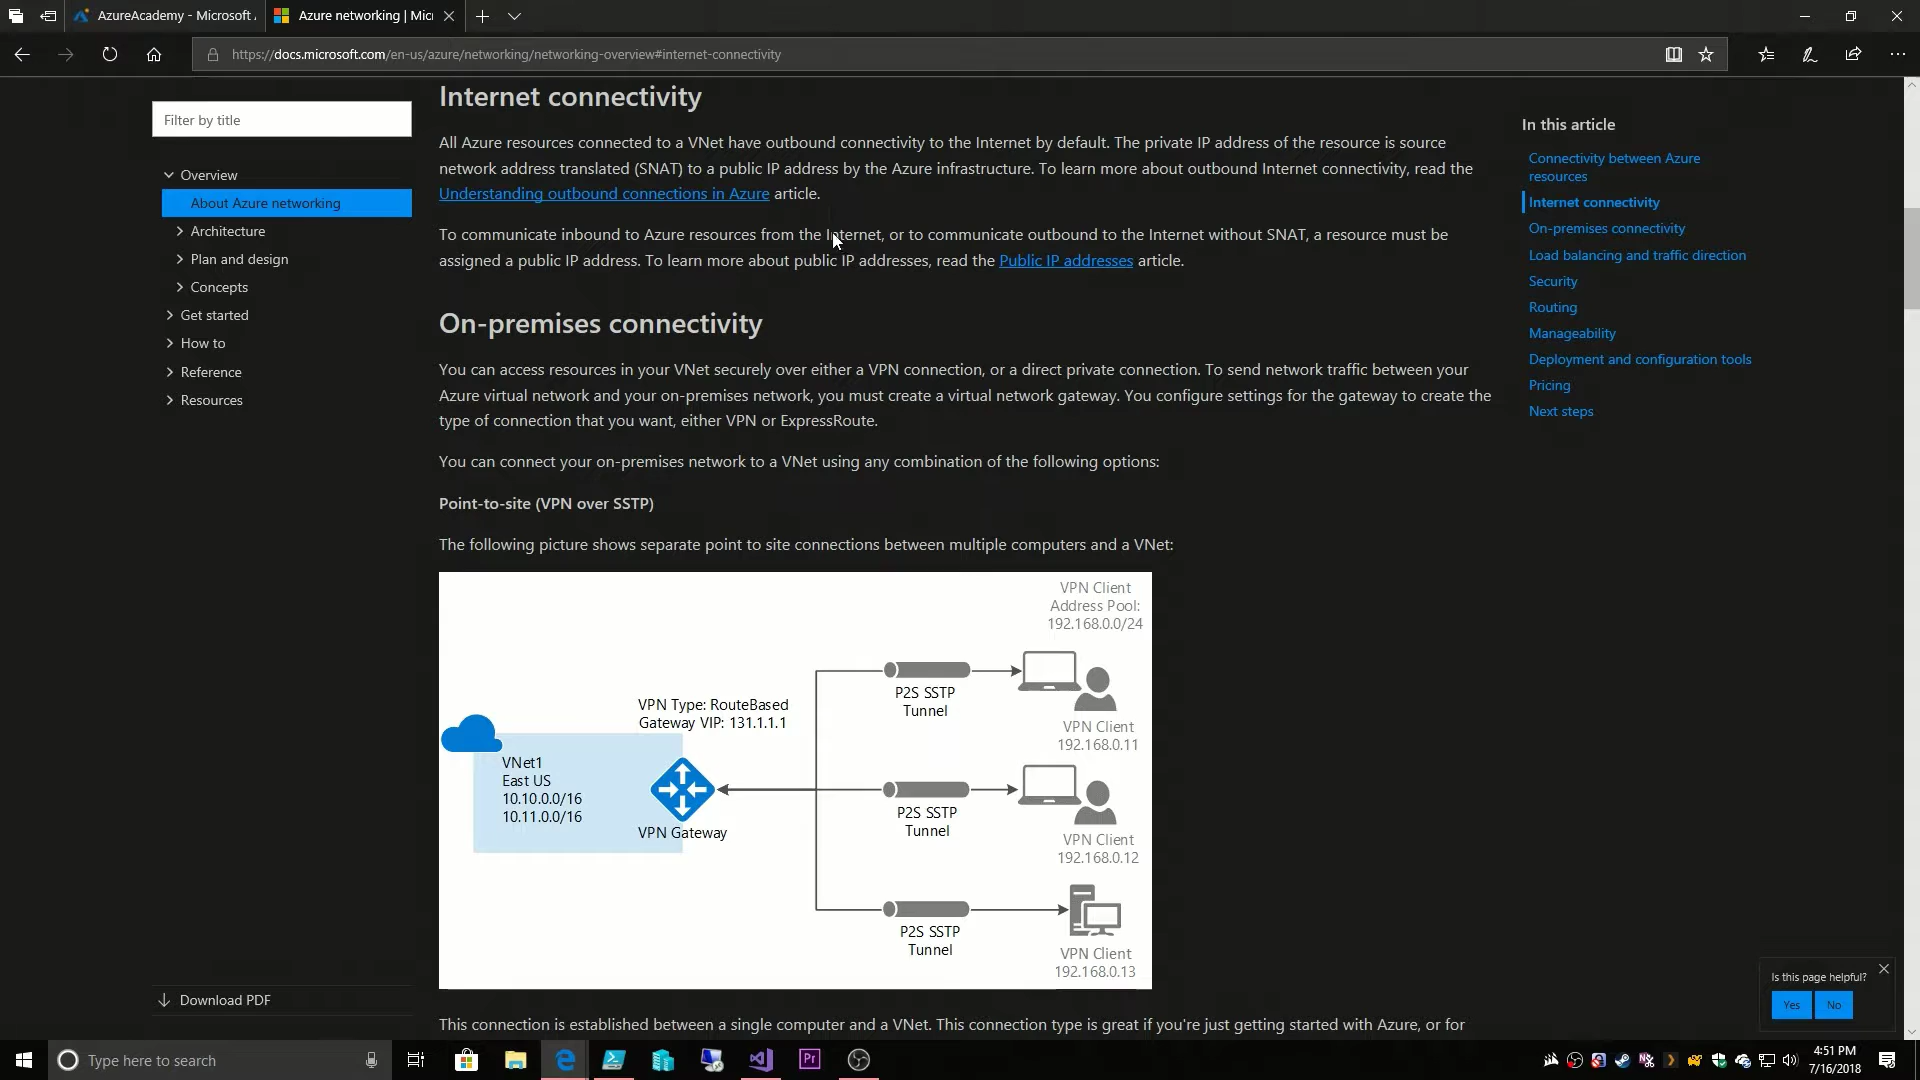 AzureAcademy - Microsoft
Azure networking | Micr
https://docs.microsoft.com/en-us/azure/networking/networking-overview#internet-connectivity
Filter by title
Overview
About Azure networking
Architecture
Plan and design
Concepts
Get started
How to
Reference
Resources
Download PDF
Internet connectivity
All Azure resources connected to a VNet have outbound connectivity to the Internet by default. The private IP address of the resource is source
network address translated (SNAT) to a public IP address by the Azure infrastructure. To learn more about outbound Internet connectivity, read the
Understanding outbound connections in Azure article.
To communicate inbound to Azure resources from the Internet, or to communicate outbound to the Internet without SNAT, a resource must be
assigned a public IP address. To learn more about public IP addresses, read the Public IP addresses article.
On-premises connectivity
You can access resources in your VNet securely over either a VPN connection, or a direct private connection. To send network traffic between your
Azure virtual network and your on-premises network, you must create a virtual network gateway. You configure settings for the gateway to create the
type of connection that you want, either VPN or ExpressRoute.
You can connect your on-premises network to a VNet using any combination of the following options:
Point-to-site (VPN over SSTP)
The following picture shows separate point to site connections between multiple computers and a VNet:
VPN Client
Address Pool:
192.168.0.0/24
VPN Type: RouteBased
Gateway VIP: 131.1.1.1
P2S SSTP
Tunnel
VPN Client
192.168.0.11
VNet1
East US
10.10.0.0/16
10.11.0.0/16
VPN Gateway
P2S SSTP
Tunnel
VPN Client
192.168.0.12
P2S SSTP
Tunnel
VPN Client
192.168.0.13
This connection is established between a single computer and a VNet. This connection type is great if you're just getting started with Azure, or for
In this article
Connectivity between Azure
resources
Internet connectivity
On-premises connectivity
Load balancing and traffic direction
Security
Routing
Manageability
Deployment and configuration tools
Pricing
Next steps
Is this page helpful?
Yes
No
Type here to search
Pr
4:51 PM
7/16/2018